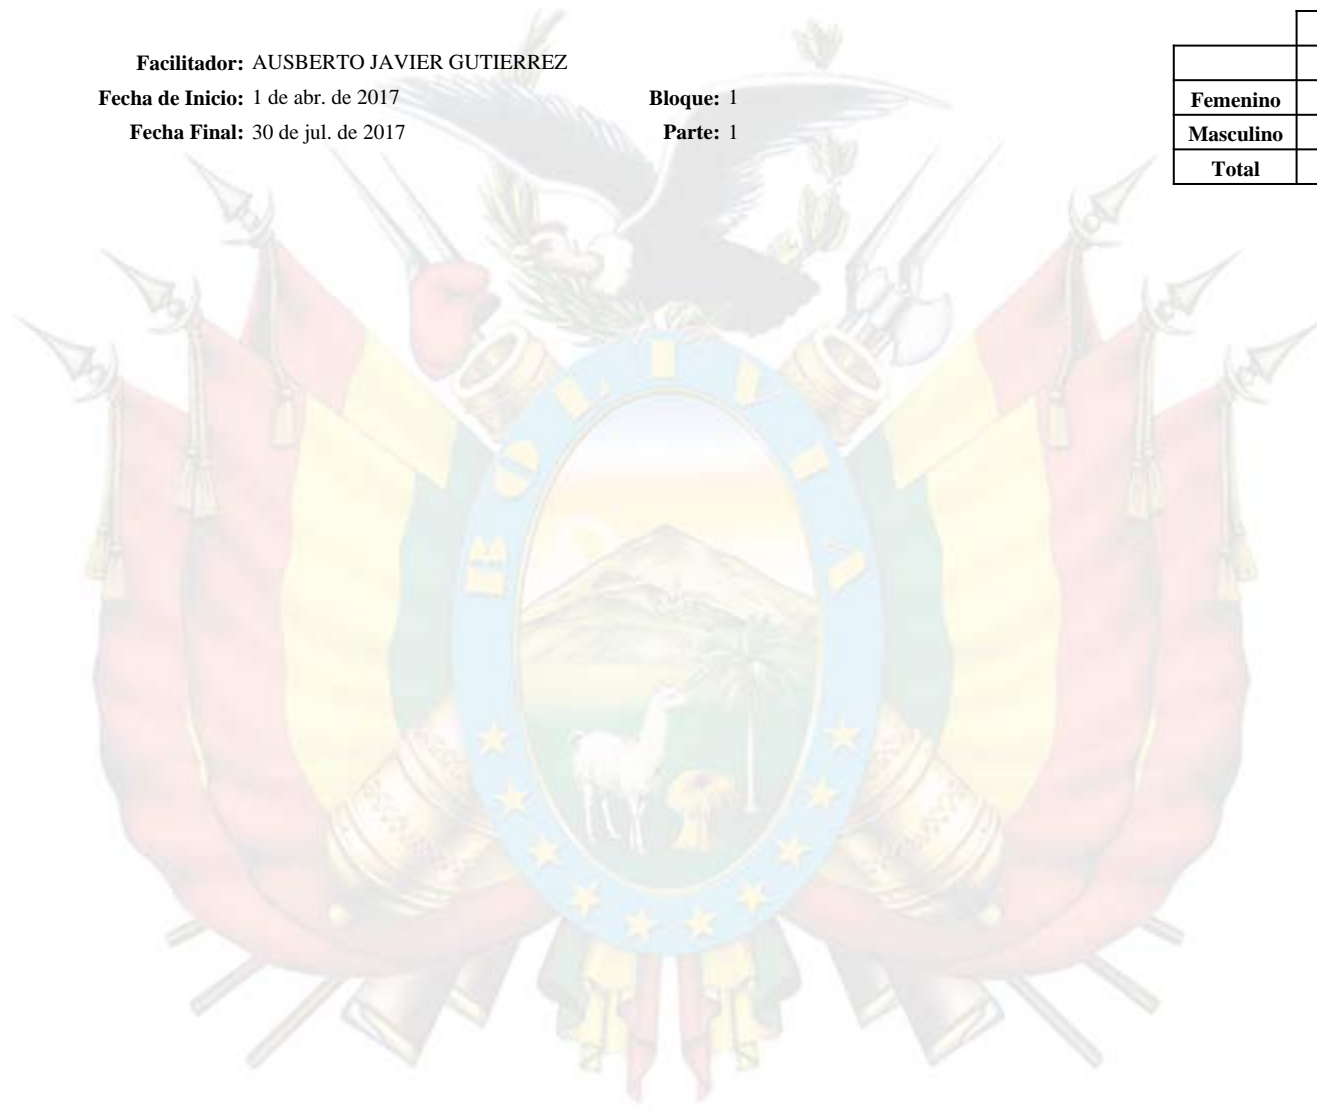 Facilitador: AUSBERTO JAVIER GUTIERREZ
Fecha de Inicio: 1 de abr. de 2017 Bloque: 1
Fecha Final: 30 de jul. de 2017 Parte: 1
Femenino
Masculino
Total
BOLIVIA